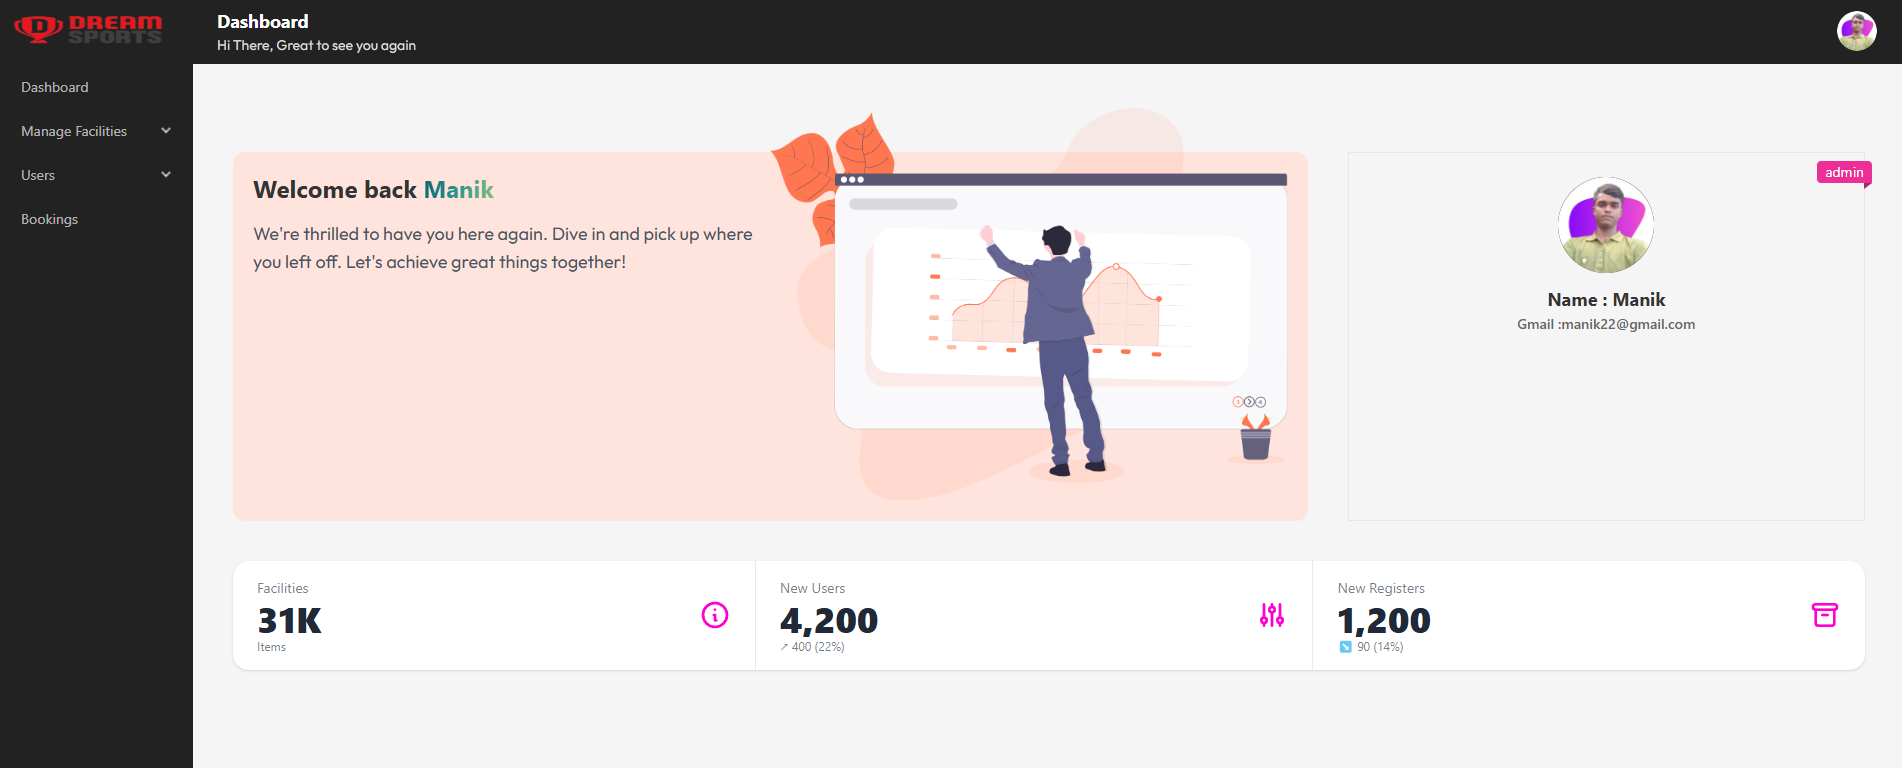 DREAM
SPORTS
Dashboard
Hi There, Great to see you again
Dashboard
Manage Facilities
Users
Bookings
Welcome back Manik
We're thrilled to have you here again. Dive in and pick up where
you left off. Let's achieve great things together!
admin
Name : Manik
Gmail :manik22@gmail.com
Facilities
31K
Items
New Users
4,200
↗︎ 400 (22%)
New Registers
1,200
↘️ 90 (14%)